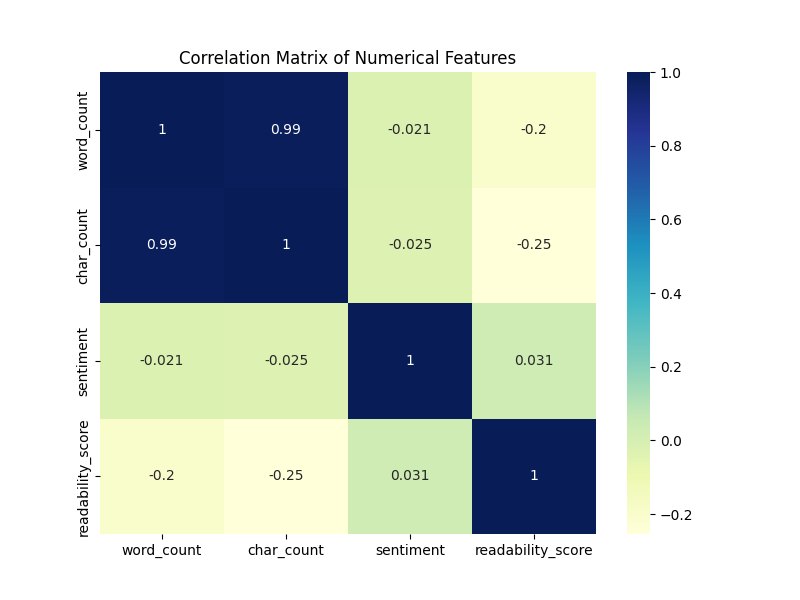 Correlation Matrix of Numerical Features
word_count
1
0.99
-0.021
-0.2
char_count
0.99
1
-0.025
-0.25
sentiment
-0.021
-0.025
1
0.031
readability_score
-0.2
-0.25
0.031
1
word_count
char_count
sentiment
readability_score
1.0
0.8
0.6
0.4
0.2
0.0
−0.2